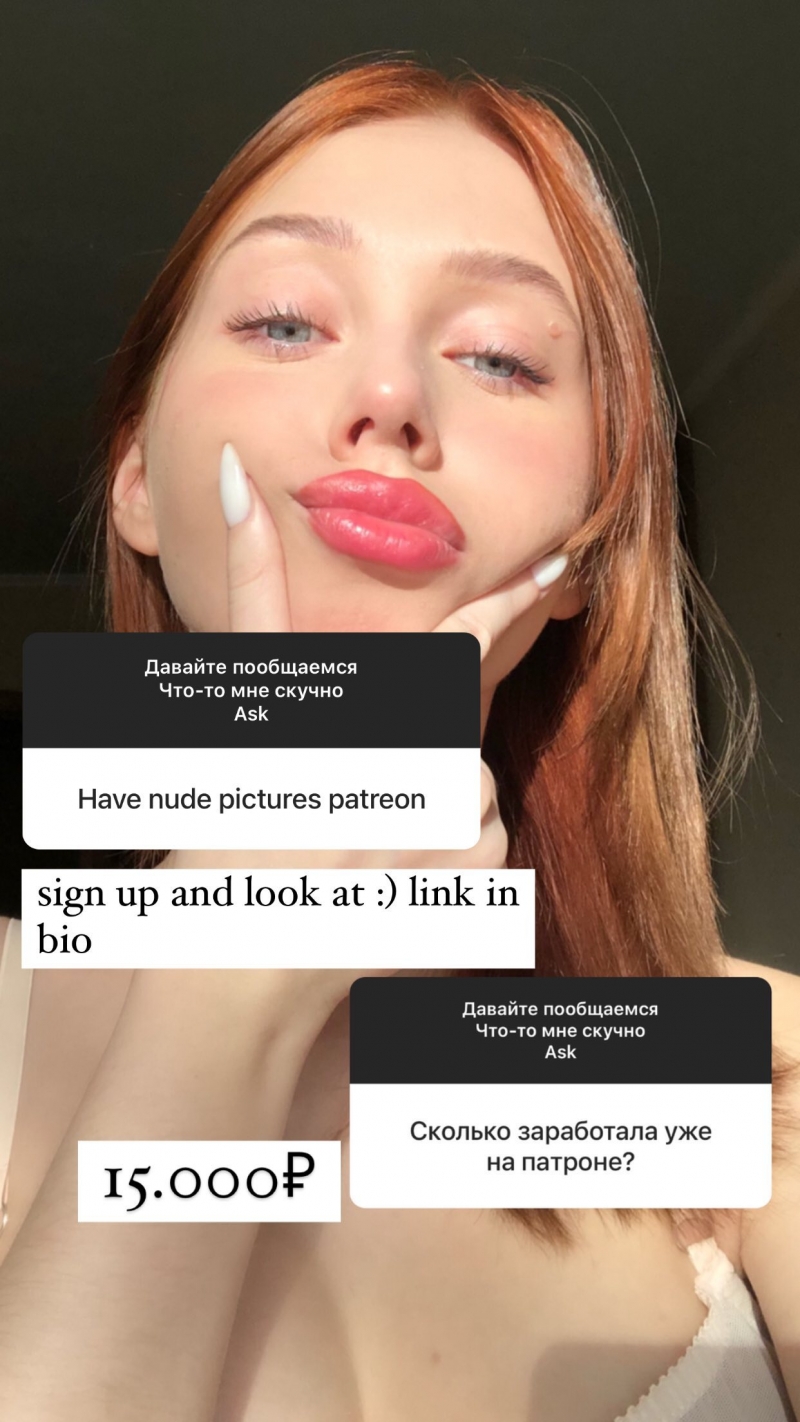 Давайте пообщаемся
Что-то мне скучно
Ask
Have nude pictures patreon
sign up and look at :) link in
bio
Давайте пообщаемся
Что-то мне скучно
Ask
Сколько заработала уже
на патроне?
15.000₽